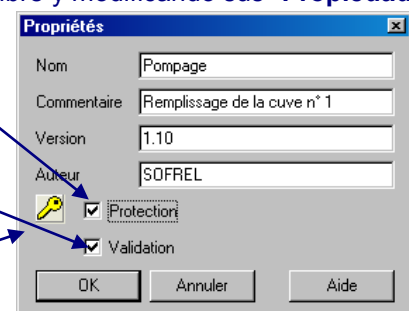 Propriétés
Nom Pompage
Commentaire Remplissage de la cuve n° 1
Version 1.10
Auteur SOFREL
Protection
Validation
OK Annuler Aide